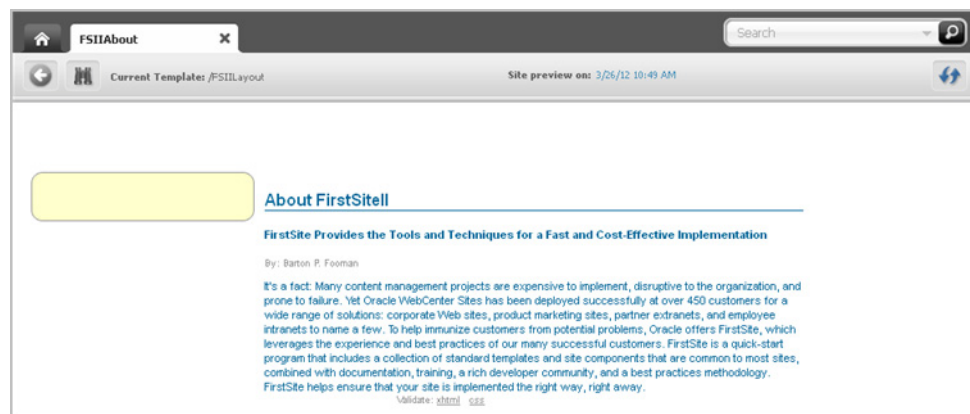 FSIIAbout
Search
Current Template: /FSIILayout
Site preview on: 3/26/12 10:49 AM
About FirstSiteII
FirstSite Provides the Tools and Techniques for a Fast and Cost-Effective Implementation
By: Barton P. Fooman
It's a fact: Many content management projects are expensive to implement, disruptive to the organization, and
prone to failure. Yet Oracle WebCenter Sites has been deployed successfully at over 450 customers for a
wide range of solutions: corporate Web sites, product marketing sites, partner extranets, and employee
intranets to name a few. To help immunize customers from potential problems, Oracle offers FirstSite, which
leverages the experience and best practices of our many successful customers. FirstSite is a quick-start
program that includes a collection of standard templates and site components that are common to most sites,
combined with documentation, training, a rich developer community, and a best practices methodology.
FirstSite helps ensure that your site is implemented the right way, right away.
Validate: xhtml css